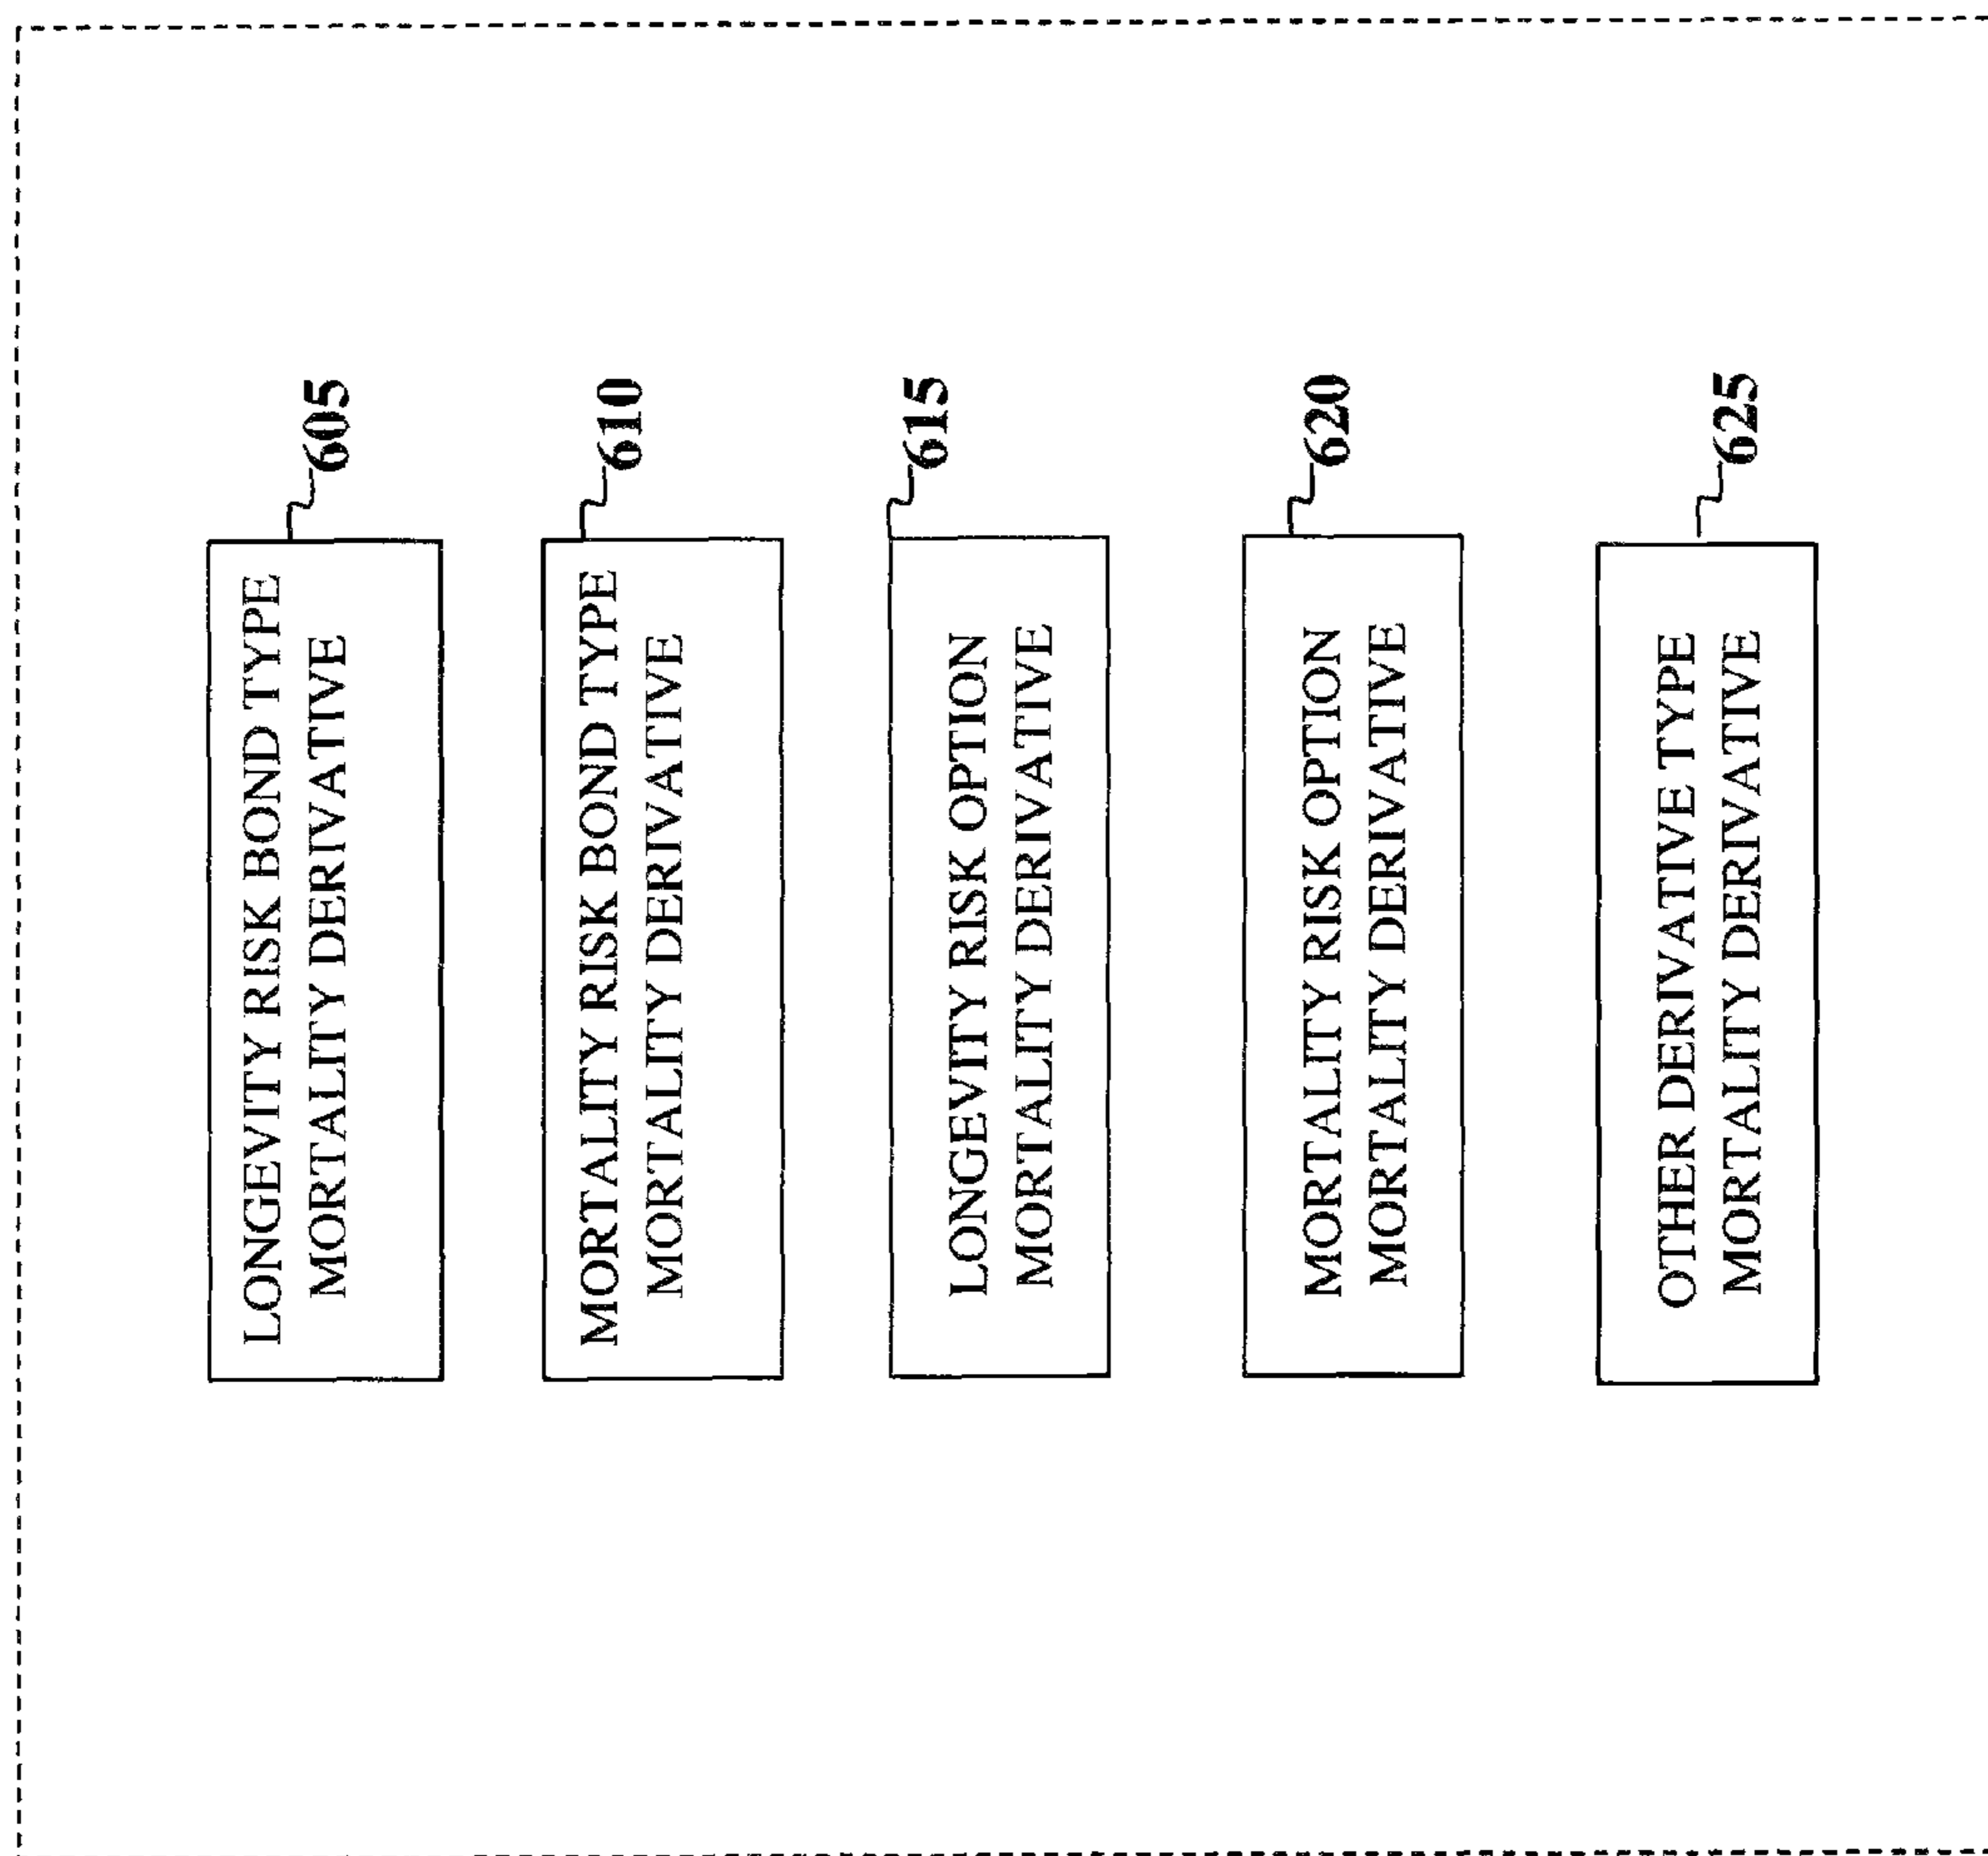 LONGEVITY RISK BOND TYPE
MORTALITY DERIVATIVE
605
MORTALITY RISK BOND TYPE
MORTALITY DERIVATIVE
610
LONGEVITY RISK OPTION
MORTALITY DERIVATIVE
615
MORTALITY RISK OPTION
MORTALITY DERIVATIVE
620
OTHER DERIVATIVE TYPE
MORTALITY DERIVATIVE
625